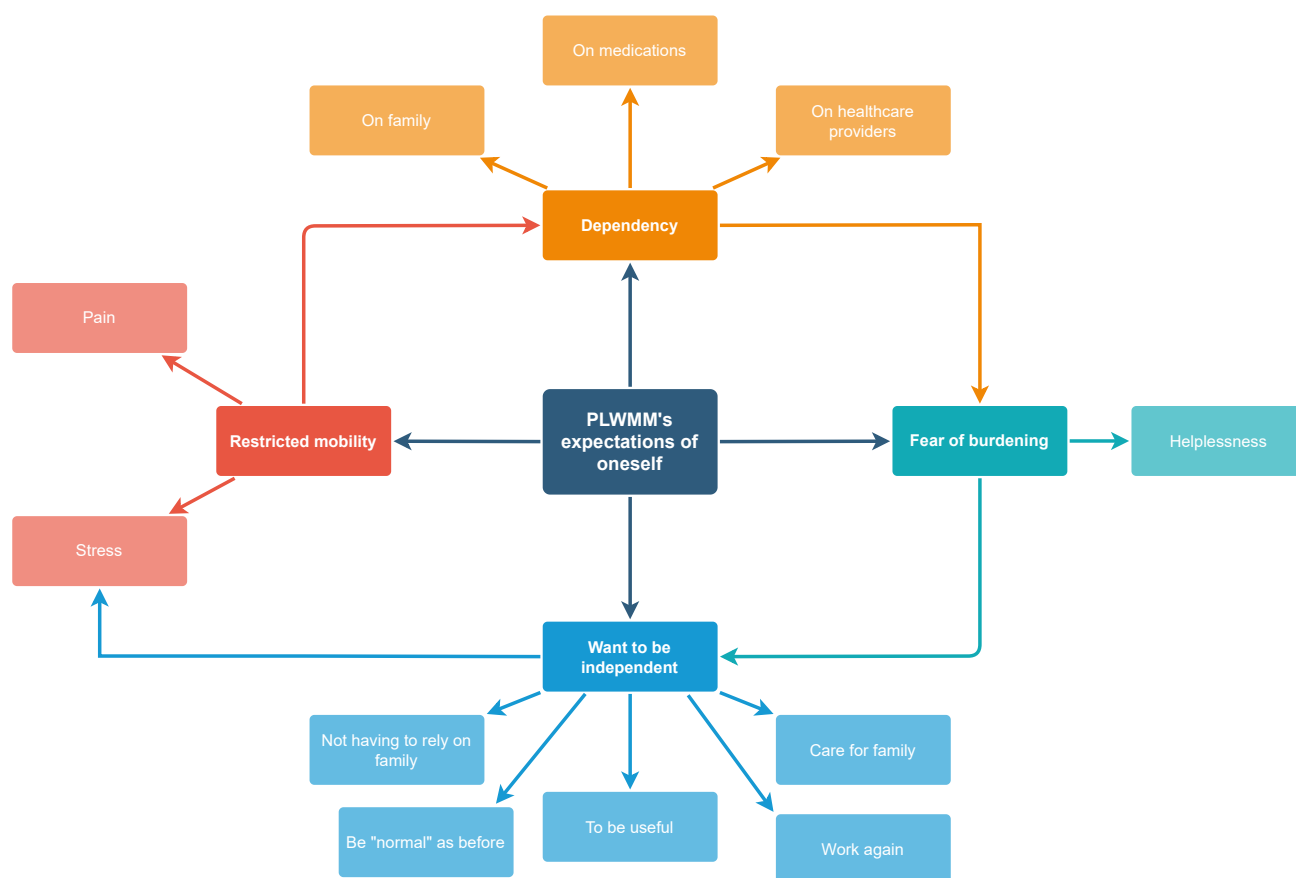 On medications
On family
On healthcare
providers
Dependency
Pain
PLWMM's
expectations of
oneself
Restricted mobility
Fear of burdening
Helplessness
Stress
Want to be
independent
Not having to rely on
family
Care for family
Be "normal" as before
To be useful
Work again